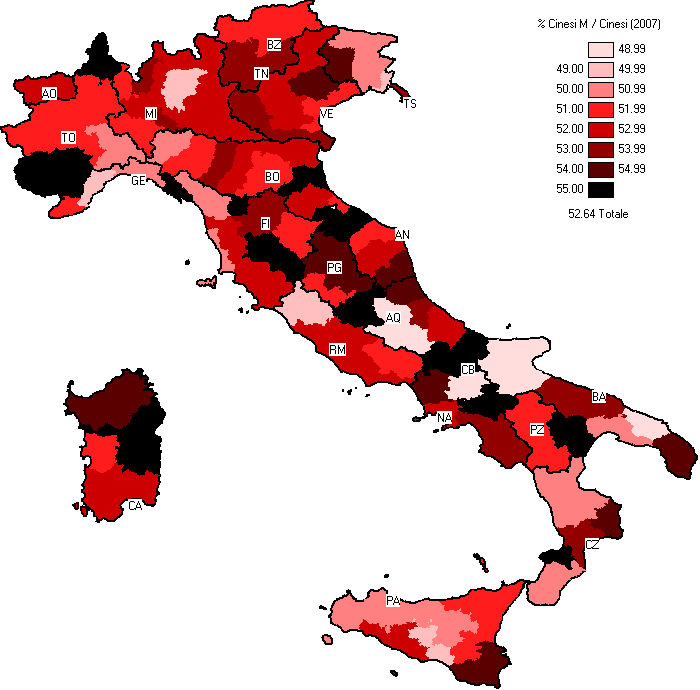 % Cinesi M / Cinesi (2007)
48.99
49.00 49.99
50.00 50.99
51.00 51.99
52.00 52.99
53.00 53.99
54.00 54.99
55.00
52.64 Totale
BZ
TN
AO
TS
MI
VE
TO
BO
GE
FI
AN
PG
AQ
RM
CB
BA
NA
PZ
CA
CZ
PA